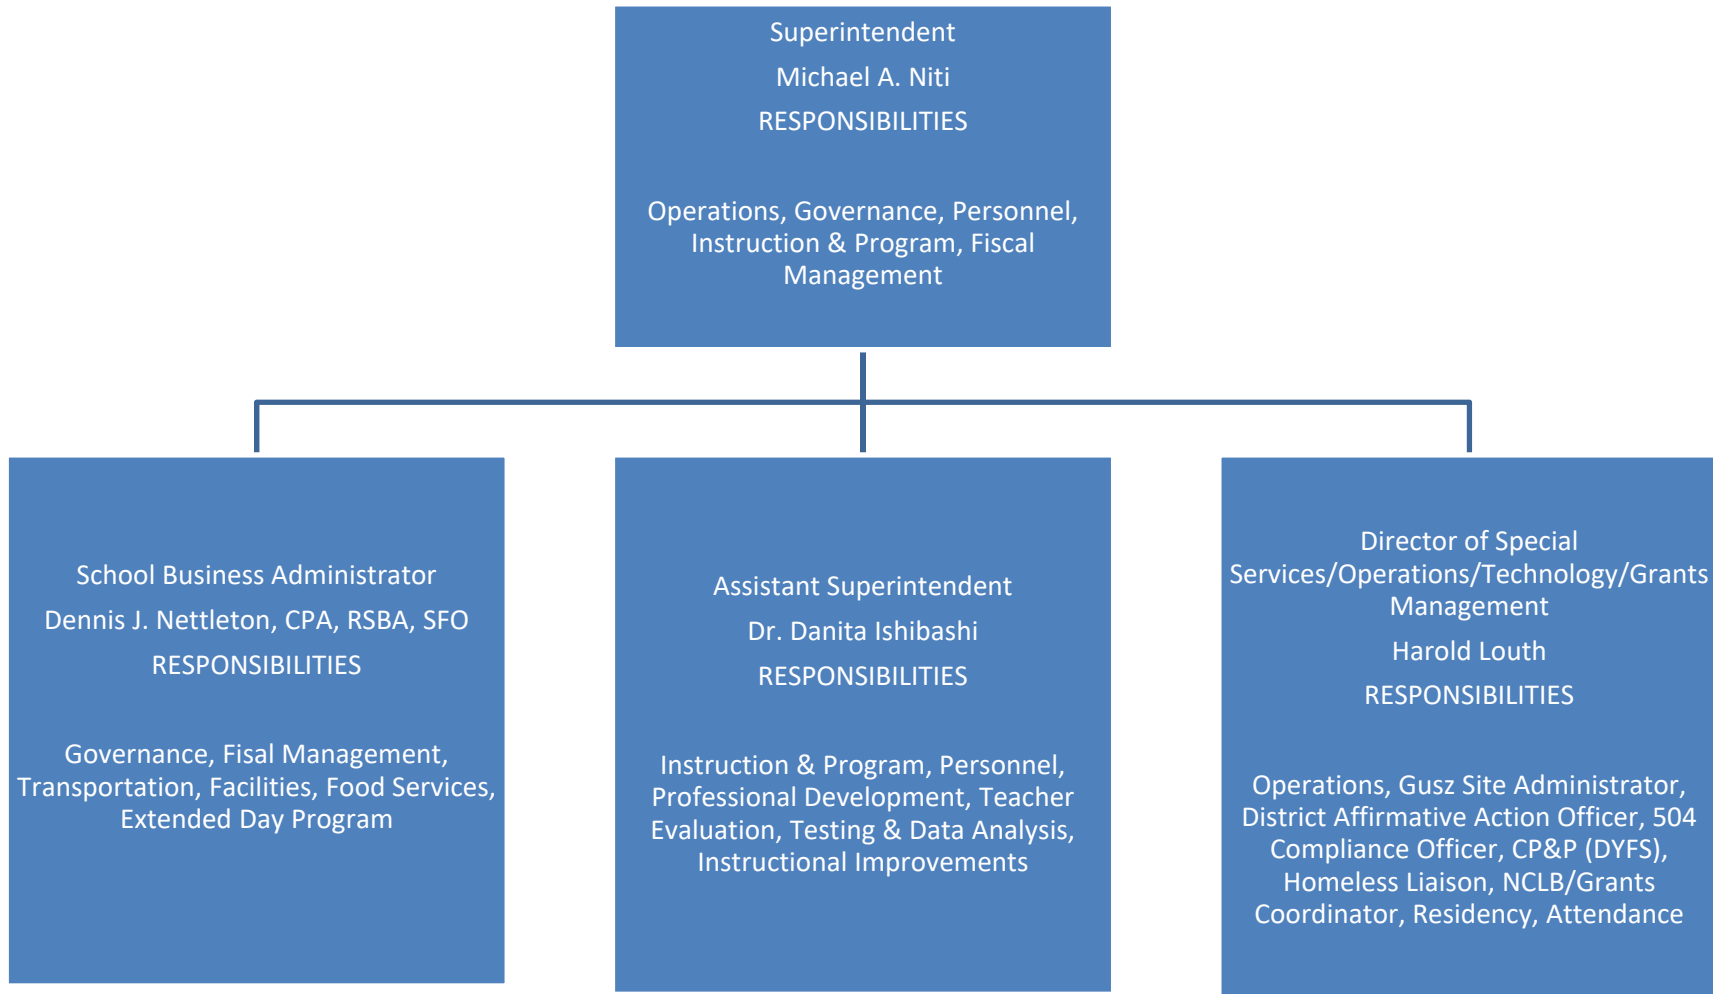 Superintendent
Michael A. Niti
RESPONSIBILITIES
Operations, Governance, Personnel,
Instruction & Program, Fiscal
Management
School Business Administrator
Dennis J. Nettleton, CPA, RSBA, SFO
RESPONSIBILITIES
Governance, Fisal Management,
Transportation, Facilities, Food Services,
Extended Day Program
Assistant Superintendent
Dr. Danita Ishibashi
RESPONSIBILITIES
Instruction & Program, Personnel,
Professional Development, Teacher
Evaluation, Testing & Data Analysis,
Instructional Improvements
Director of Special
Services/Operations/Technology/Grants
Management
Harold Louth
RESPONSIBILITIES
Operations, Gusz Site Administrator,
District Affirmative Action Officer, 504
Compliance Officer, CP&P (DYFS),
Homeless Liaison, NCLB/Grants
Coordinator, Residency, Attendance